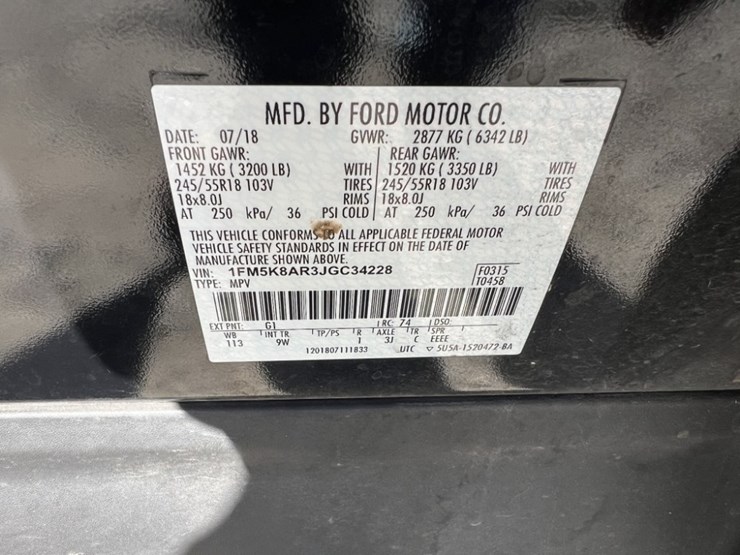 MFD. BY FORD MOTOR CO.
DATE: 07/18 GVWR: 2877 KG ( 6342 LB)
FRONT GAWR: REAR GAWR:
1452 KG ( 3200 LB) WITH 1520 KG ( 3350 LB) WITH
245/55R18 103V TIRES 245/55R18 103V TIRES
18x8.0J RIMS 18x8.0J RIMS
AT 250 kPa/ 36 PSI COLD AT 250 kPa/ 36 PSI COLD
THIS VEHICLE CONFORMS TO ALL APPLICABLE FEDERAL MOTOR
VEHICLE SAFETY STANDARDS IN EFFECT ON THE DATE OF
MANUFACTURE SHOWN ABOVE.
VIN: 1FM5K8AR3JGC34228 F0315
TYPE: MPV T0458
EXT PNT: G1 RC: 74 DSO:
WB INT TR TP/PS R AXLE TR SPR
113 9W 1 3J C EEEE
1201807111833 UTC ▽ 5U5A-1520472-BA